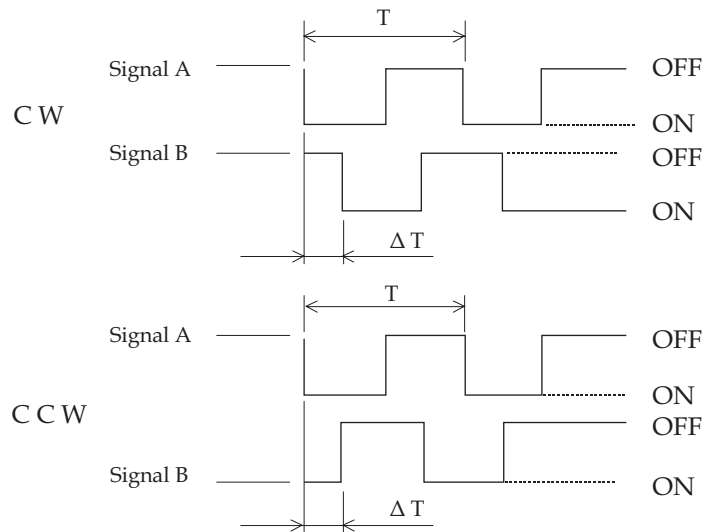 T
Signal A
OFF
C W
ON
Signal B
OFF
ON
Δ T
T
Signal A
OFF
ON
C C W
OFF
Signal B
ON
Δ T